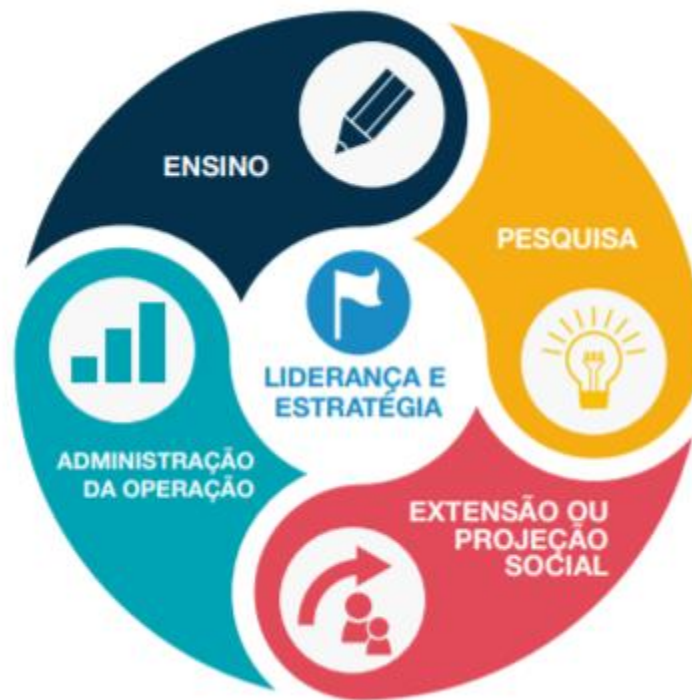 ENSINO
PESQUISA
LIDERANÇA E
ESTRATÉGIA
ADMINISTRAÇÃO
DA OPERAÇÃO
EXTENSÃO OU
PROJEÇÃO
SOCIAL